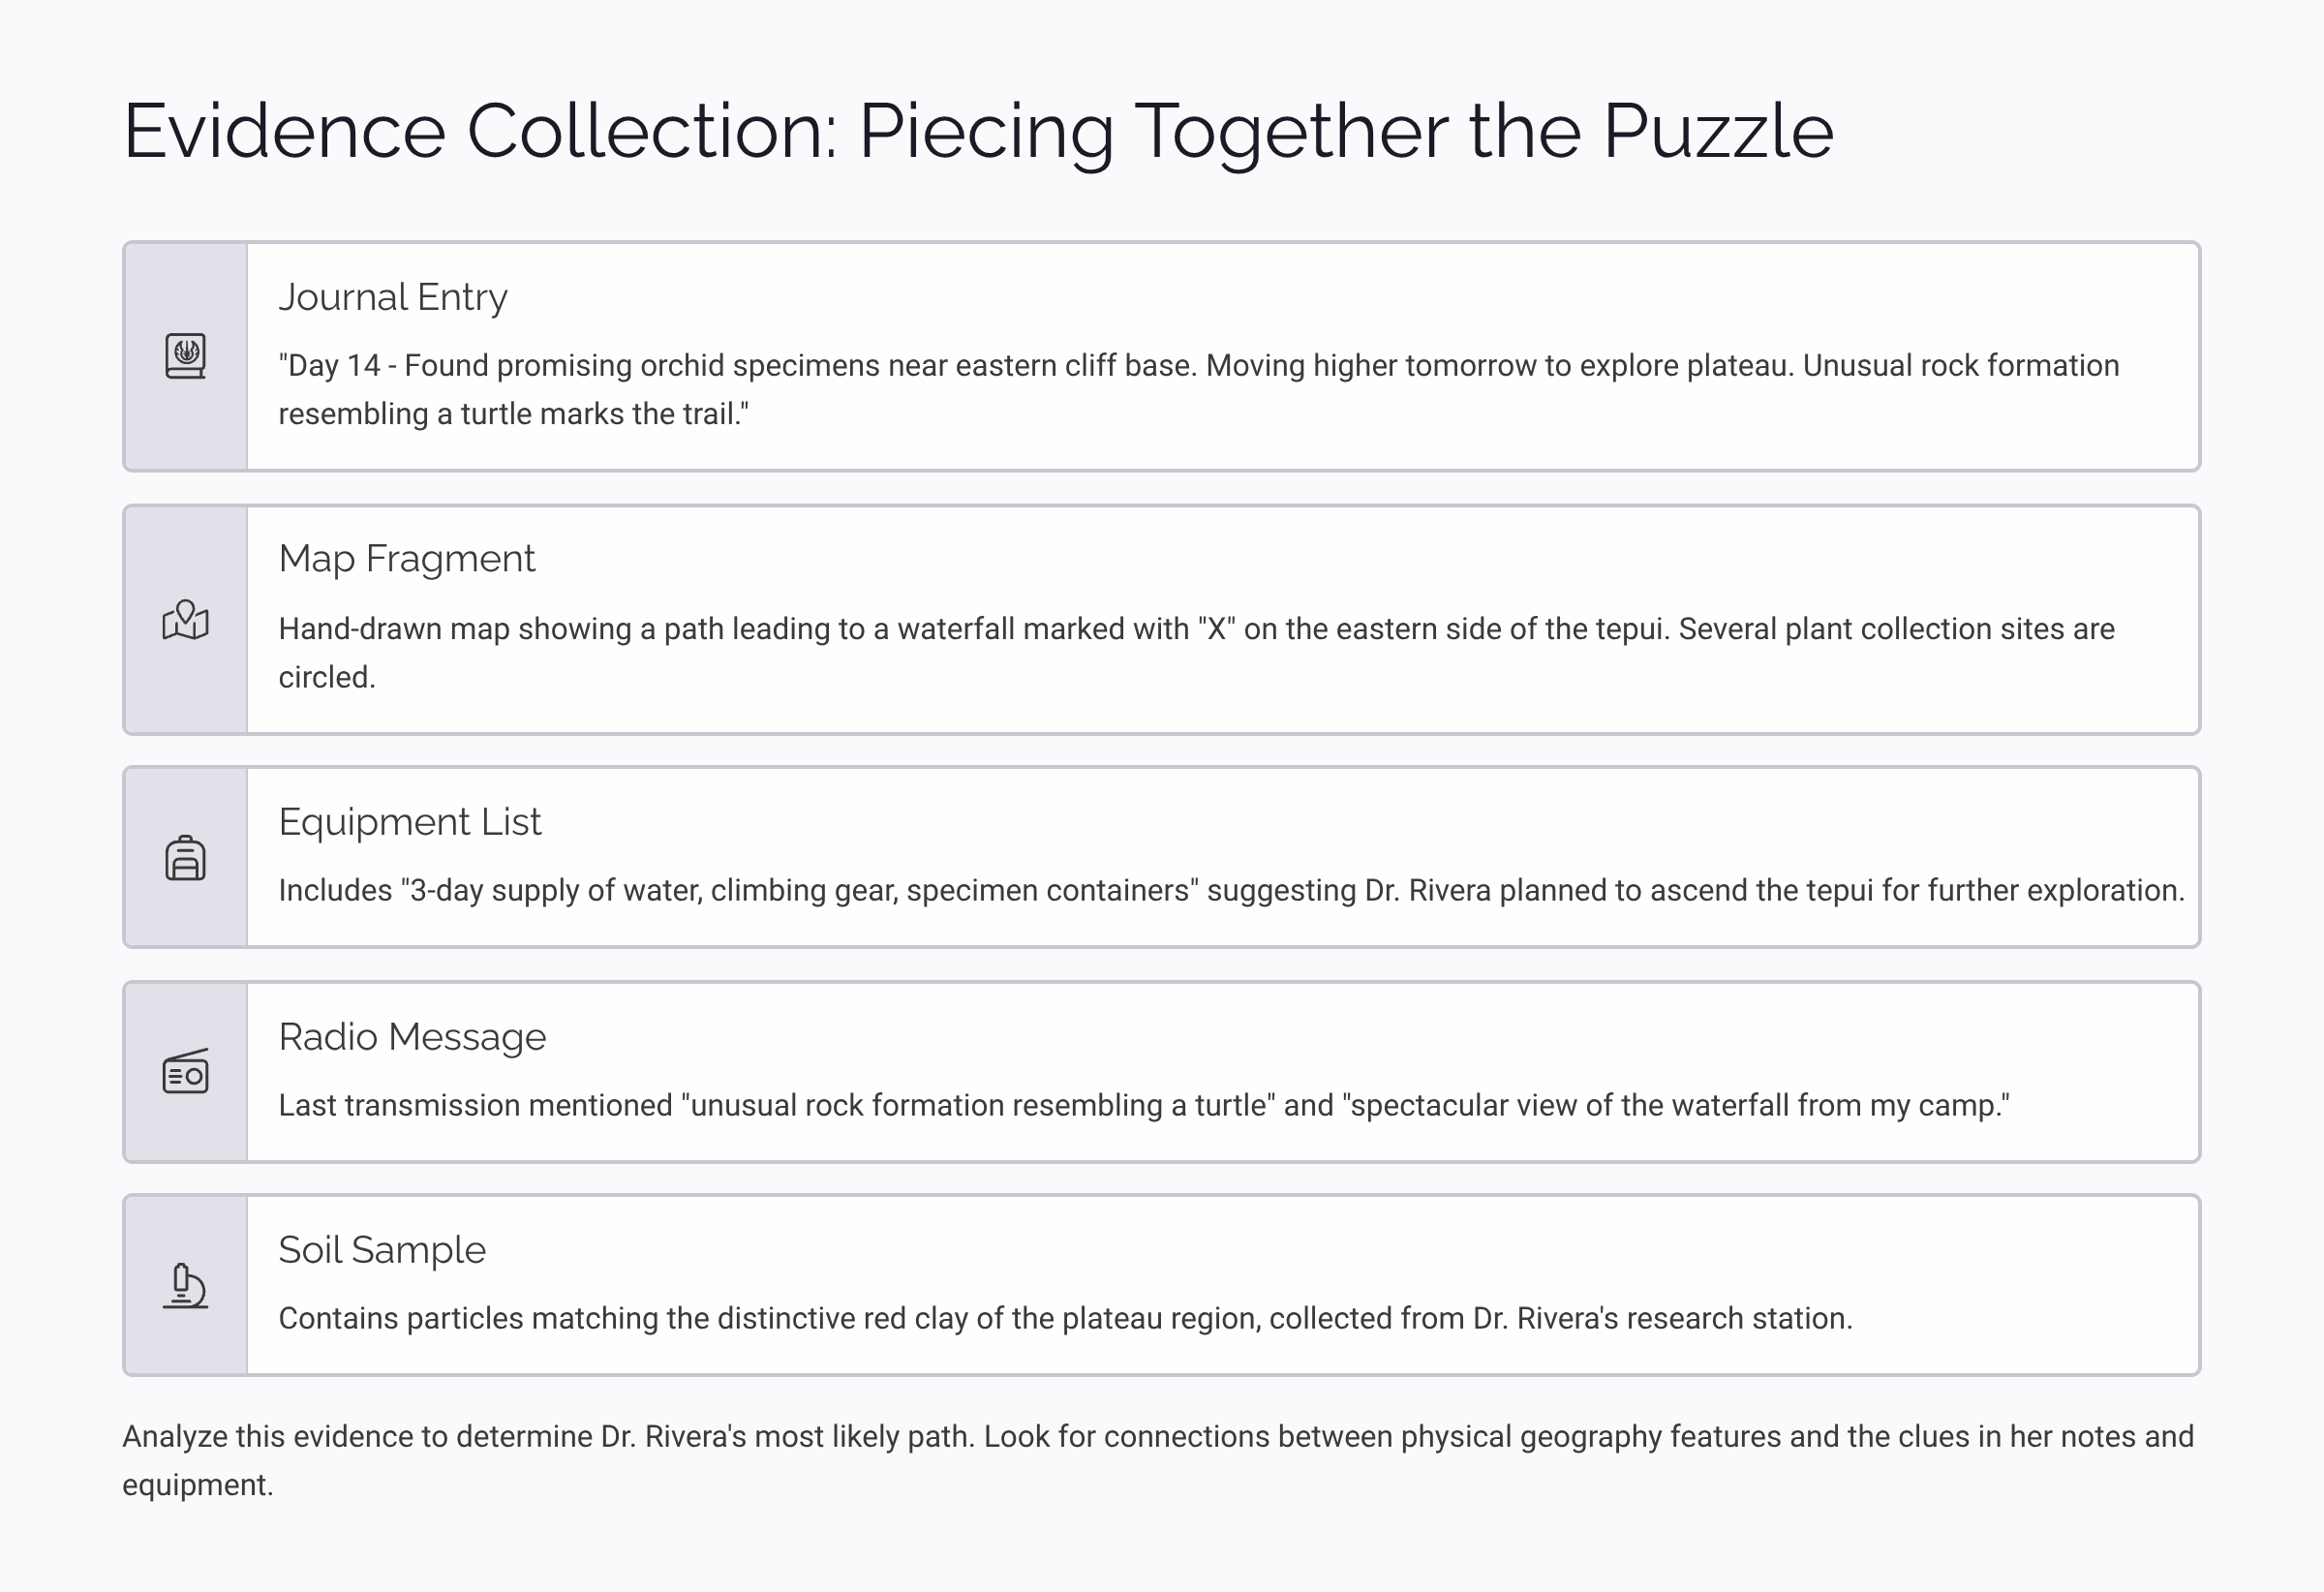 Evidence Collection: Piecing Together the Puzzle
Journal Entry
"Day 14 - Found promising orchid specimens near eastern cliff base. Moving higher tomorrow to explore plateau. Unusual rock formation
resembling a turtle marks the trail."
Map Fragment
Hand-drawn map showing a path leading to a waterfall marked with "X" on the eastern side of the tepui. Several plant collection sites are
circled.
Equipment List
Includes "3-day supply of water, climbing gear, specimen containers" suggesting Dr. Rivera planned to ascend the tepui for further exploration.
Radio Message
Last transmission mentioned "unusual rock formation resembling a turtle" and "spectacular view of the waterfall from my camp."
Soil Sample
Contains particles matching the distinctive red clay of the plateau region, collected from Dr. Rivera's research station.
Analyze this evidence to determine Dr. Rivera's most likely path. Look for connections between physical geography features and the clues in her notes and
equipment.